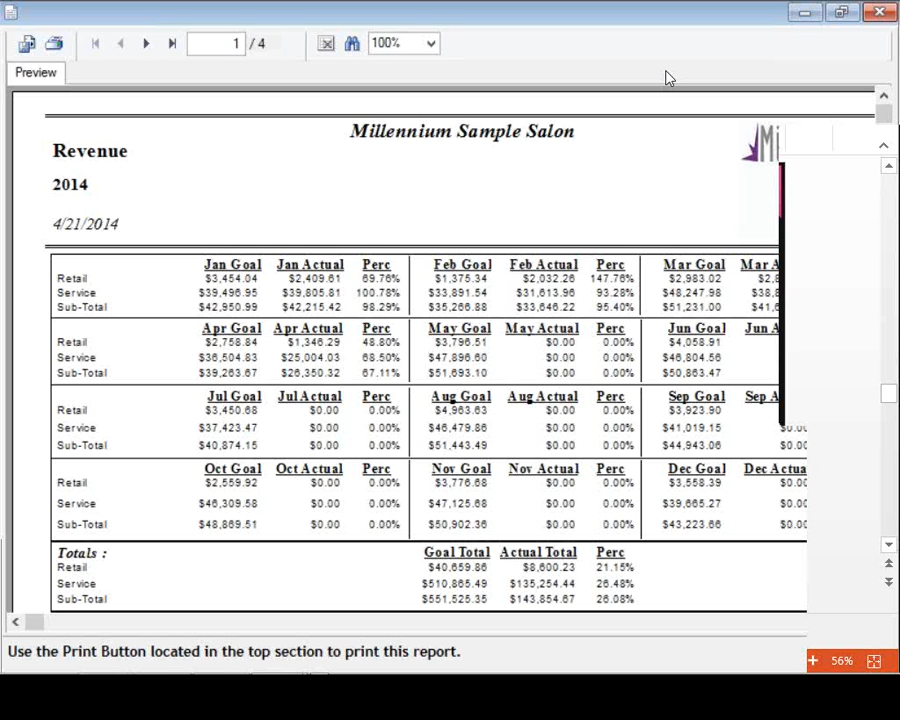 1 / 4 100%
Preview
Millennium Sample Salon
Revenue
2014
4/21/2014
Jan Goal Jan Actual Perc Feb Goal Feb Actual Perc Mar Goal Mar A
Retail $3,454.04 $2,409.61 69.76% $1,375.34 $2,032.26 147.76% $2,983.02
Service $39,496.95 $39,805.81 100.78% $33,891.54 $31,613.96 93.28% $48,247.98
Sub-Total $42,950.99 $42,215.42 98.29% $35,266.88 $33,646.22 95.40% $51,231.00
Apr Goal Apr Actual Perc May Goal May Actual Perc Jun Goal Jun A
Retail $2,758.84 $1,346.29 48.80% $3,796.51 $0.00 0.00% $4,058.91
Service $36,504.83 $25,004.03 68.50% $47,896.60 $0.00 0.00% $46,804.56
Sub-Total $39,263.67 $26,350.32 67.11% $51,693.10 $0.00 0.00% $50,863.47
Jul Goal Jul Actual Perc Aug Goal Aug Actual Perc Sep Goal Sep A
Retail $3,450.68 $0.00 0.00% $4,963.63 $0.00 0.00% $3,923.90
Service $37,423.47 $0.00 0.00% $46,479.86 $0.00 0.00% $41,019.15 $0.00
Sub-Total $40,874.15 $0.00 0.00% $51,443.49 $0.00 0.00% $44,943.06 $0.00
Oct Goal Oct Actual Perc Nov Goal Nov Actual Perc Dec Goal Dec Actua
Retail $2,559.92 $0.00 0.00% $3,776.68 $0.00 0.00% $3,558.39 $0.00
Service $46,309.58 $0.00 0.00% $47,125.68 $0.00 0.00% $39,665.27 $0.00
Sub-Total $48,869.51 $0.00 0.00% $50,902.36 $0.00 0.00% $43,223.66 $0.00
Totals : Goal Total Actual Total Perc
Retail $40,659.86 $8,600.23 21.15%
Service $510,865.49 $135,254.44 26.48%
Sub-Total $551,525.35 $143,854.67 26.08%
Use the Print Button located in the top section to print this report.
56%